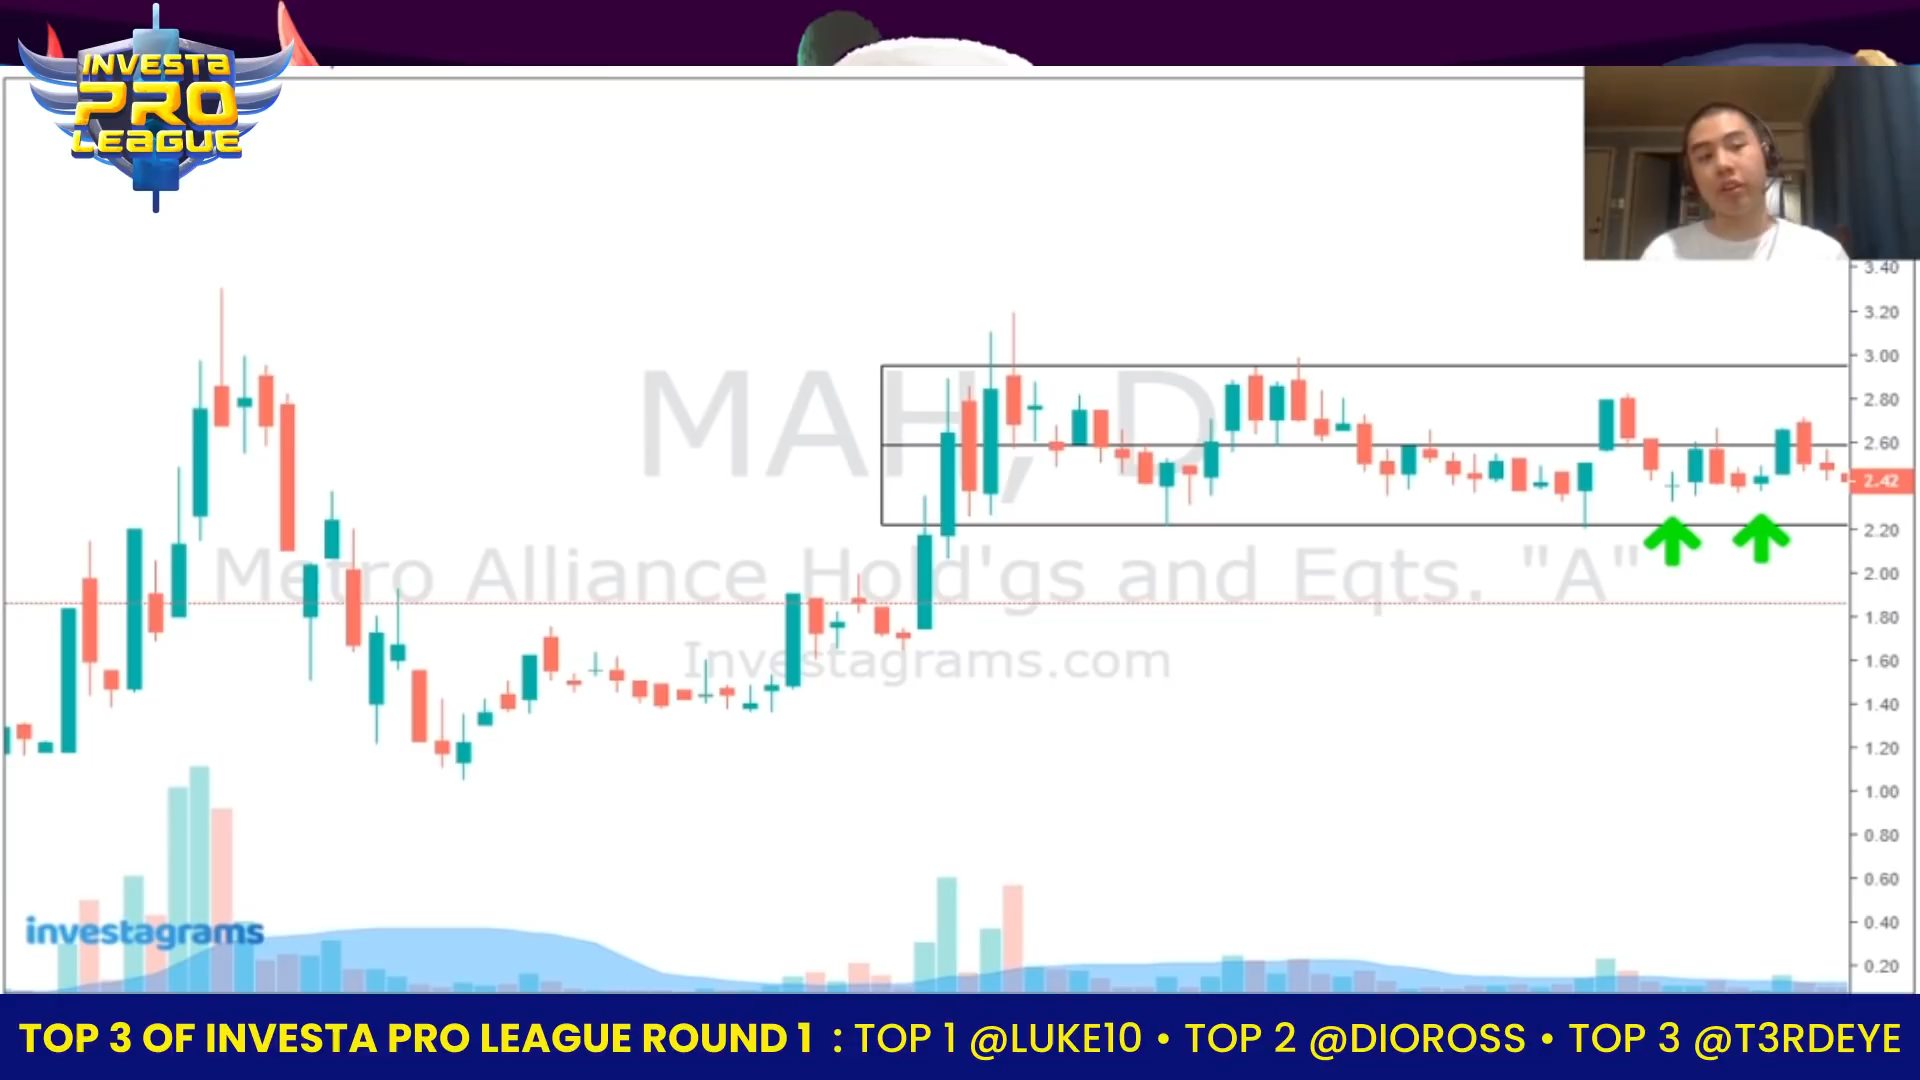 INVESTA
PRO
LEAGUE
MAH, D
Metro Alliance Hold'gs and Eqts. "A"
Investagrams.com
3.40
3.20
3.00
2.80
2.60
2.42
2.20
2.00
1.80
1.60
1.40
1.20
1.00
0.80
0.60
0.40
0.20
investagrams
TOP 3 OF INVESTA PRO LEAGUE ROUND 1 : TOP 1 @LUKE10 • TOP 2 @DIOROSS • TOP 3 @T3RDEYE